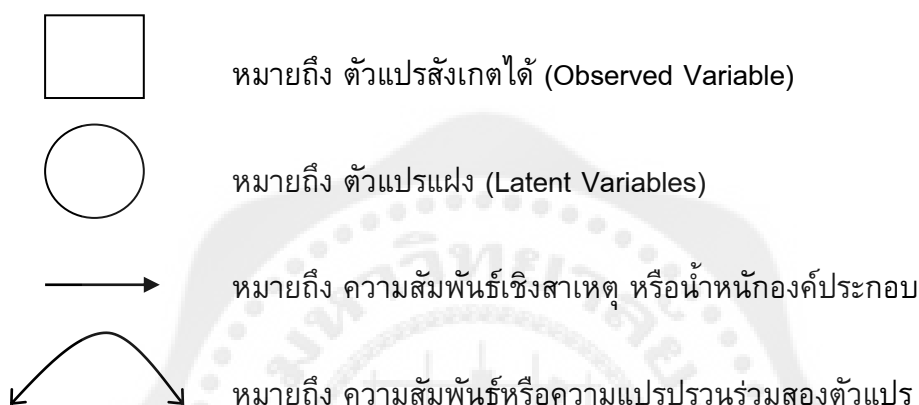 หมายถึง ตัวแปรสังเกตได้ (Observed Variable)
หมายถึง ตัวแปรแฝง (Latent Variables)
หมายถึง ความสัมพันธ์เชิงสาเหตุ หรือน้ำหนักองค์ประกอบ
หมายถึง ความสัมพันธ์หรือความแปรปรวนร่วมสองตัวแปร